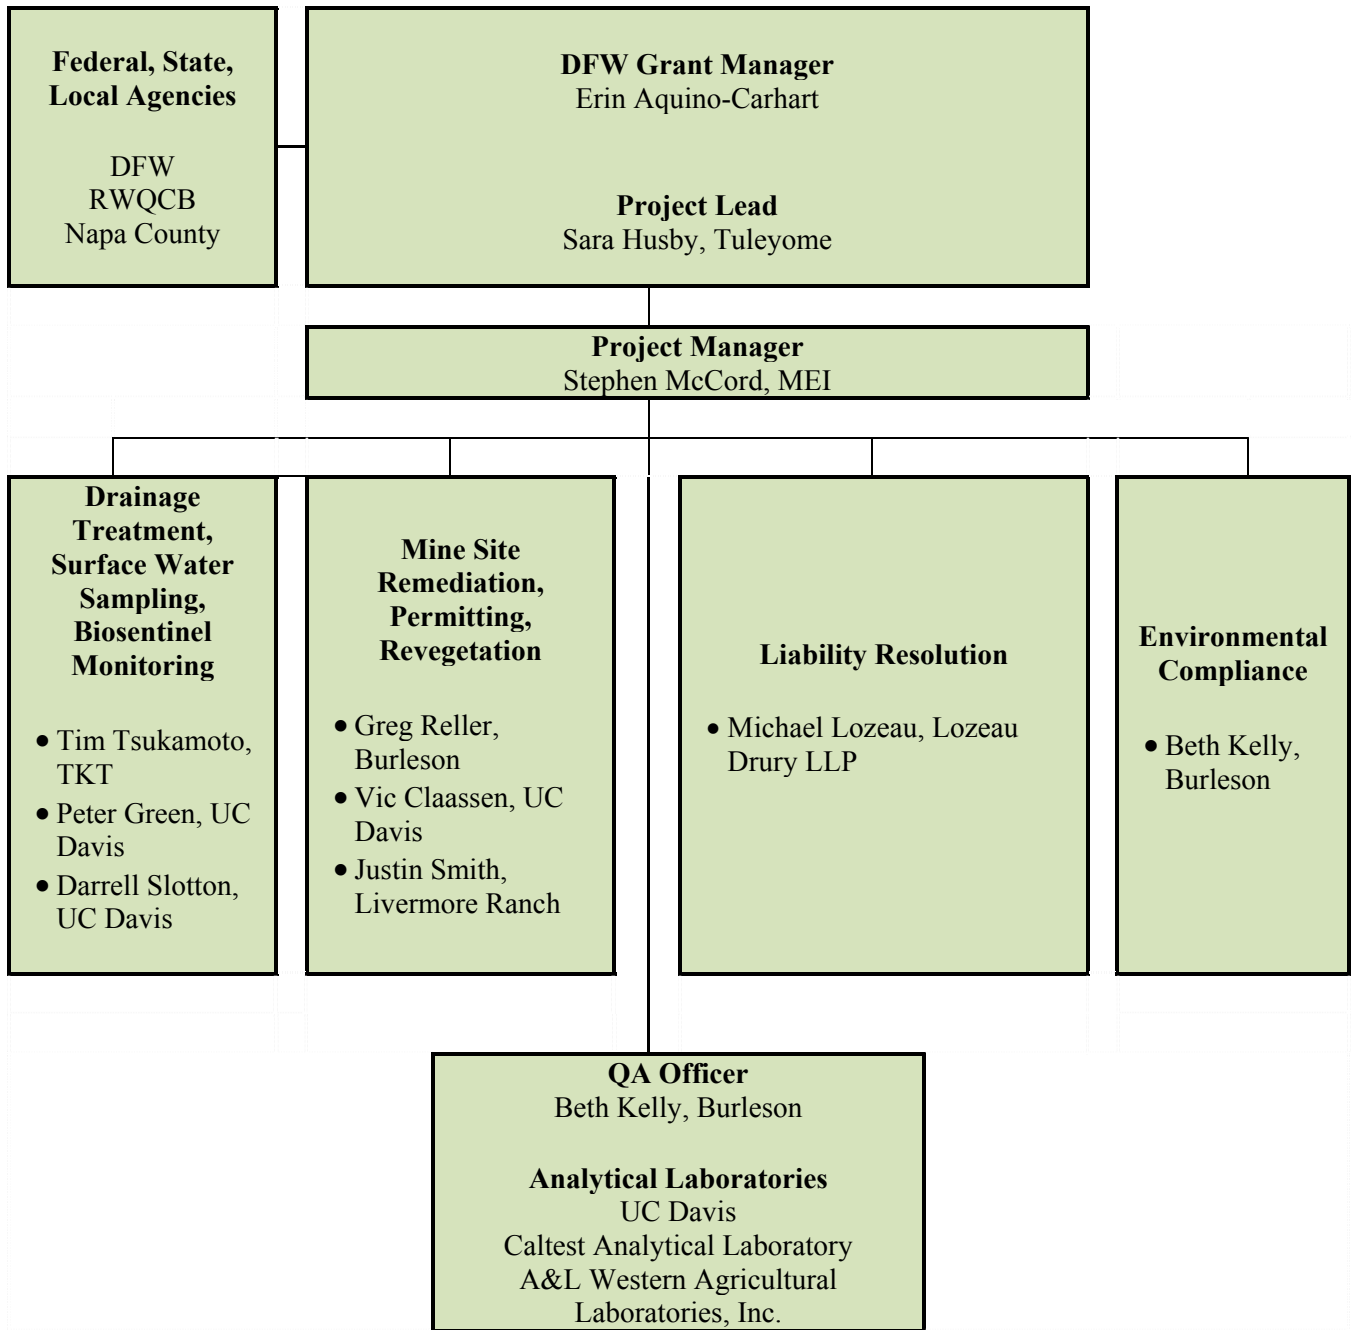 Federal, State,
Local Agencies
DFW
RWQCB
Napa County
DFW Grant Manager
Erin Aquino-Carhart
Project Lead
Sara Husby, Tuleyome
Project Manager
Stephen McCord, MEI
Drainage
Treatment,
Surface Water
Sampling,
Biosentinel
Monitoring
• Tim Tsukamoto,
TKT
• Peter Green, UC
Davis
• Darrell Slotton,
UC Davis
Mine Site
Remediation,
Permitting,
Revegetation
• Greg Reller,
Burleson
• Vic Claassen, UC
Davis
• Justin Smith,
Livermore Ranch
Liability Resolution
• Michael Lozeau, Lozeau
Drury LLP
Environmental
Compliance
• Beth Kelly,
Burleson
QA Officer
Beth Kelly, Burleson
Analytical Laboratories
UC Davis
Caltest Analytical Laboratory
A&L Western Agricultural
Laboratories, Inc.